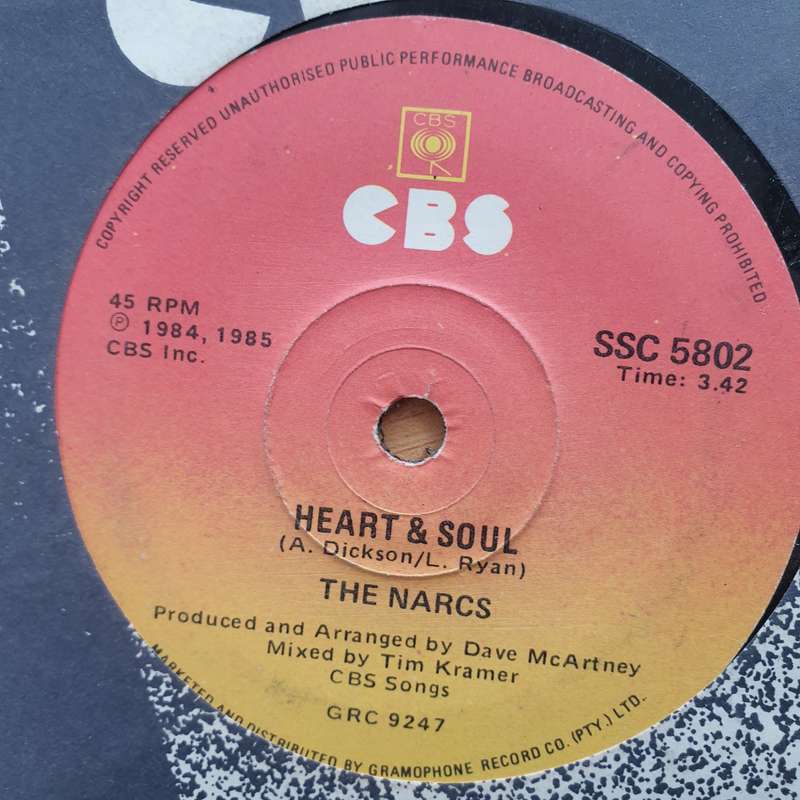 COPYRIGHT RESERVED UNAUTHORISED PUBLIC PERFORMANCE BROADCASTING AND COPYING PROHIBITED
CBS
CBS
45 RPM
Ⓟ 1984, 1985
CBS Inc.
SSC 5802
Time: 3.42
HEART & SOUL
(A. Dickson/L. Ryan)
THE NARCS
Produced and Arranged by Dave McArtney
Mixed by Tim Kramer
CBS Songs
GRC 9247
MARKETED AND DISTRIBUTED BY GRAMOPHONE RECORD CO. (PTY.) LTD.